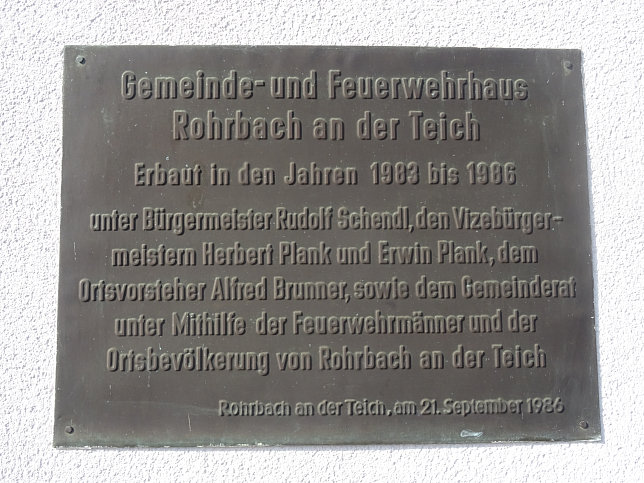 Gemeinde- und Feuerwehrhaus
Rohrbach an der Teich
Erbaut in den Jahren 1983 bis 1986
unter Bürgermeister Rudolf Schendl, den Vizebürger-
meistern Herbert Plank und Erwin Plank, dem
Ortsvorsteher Alfred Brunner, sowie dem Gemeinderat
unter Mithilfe der Feuerwehrmänner und der
Ortsbevölkerung von Rohrbach an der Teich
Rohrbach an der Teich, am 21. September 1986